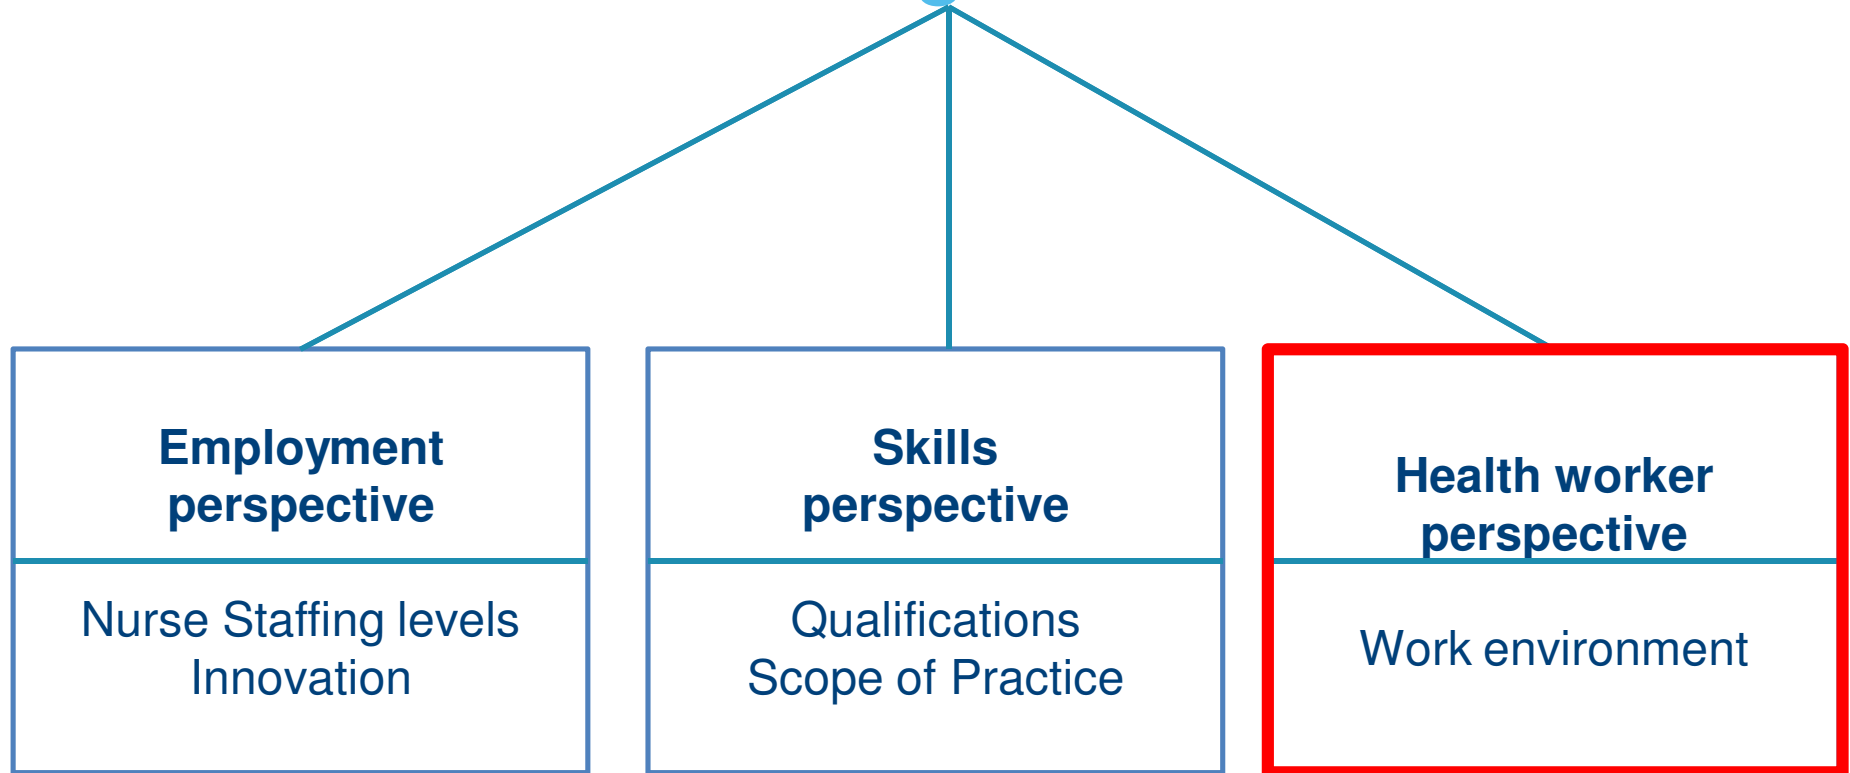 Employment
perspective
Nurse Staffing levels
Innovation
Skills
perspective
Qualifications
Scope of Practice
Health worker
perspective
Work environment